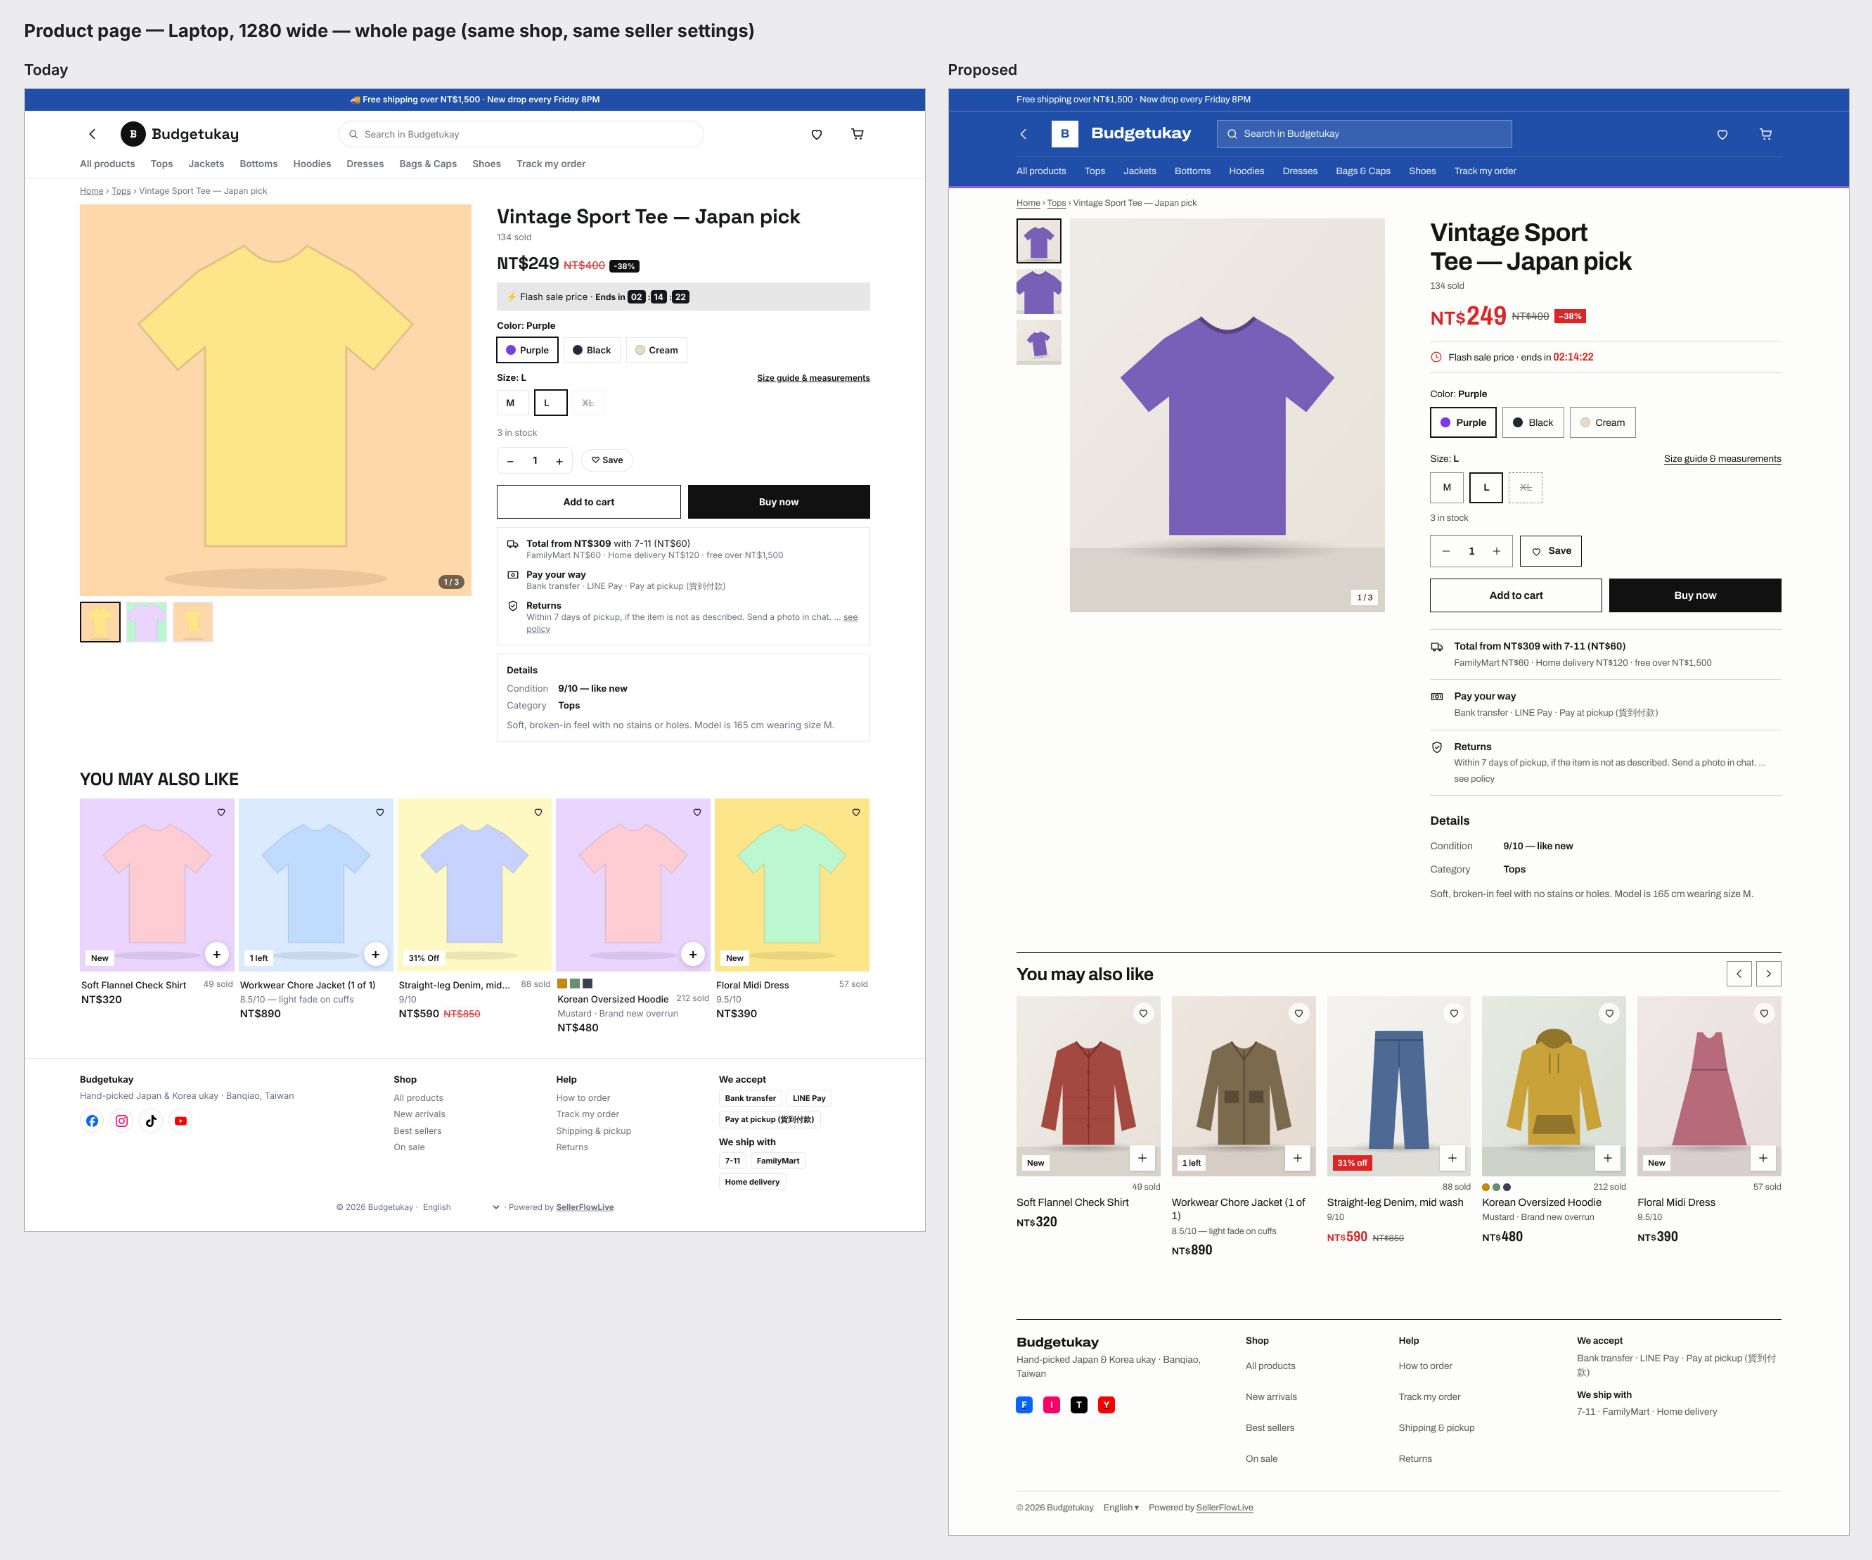 Product page — Laptop, 1280 wide — whole page (same shop, same seller settings)
Today
🚚 Free shipping over NT$1,500 · New drop every Friday 8PM
B Budgetukay
Search in Budgetukay
All products Tops Jackets Bottoms Hoodies Dresses Bags & Caps Shoes Track my order
Home › Tops › Vintage Sport Tee — Japan pick
1 / 3
Vintage Sport Tee — Japan pick
134 sold
NT$249 NT$400 -38%
⚡ Flash sale price · Ends in 02 : 14 : 22
Color: Purple
Purple Black Cream
Size: L Size guide & measurements
M L XL
3 in stock
− 1 + Save
Add to cart Buy now
Total from NT$309 with 7-11 (NT$60)
FamilyMart NT$60 · Home delivery NT$120 · free over NT$1,500
Pay your way
Bank transfer · LINE Pay · Pay at pickup (貨到付款)
Returns
Within 7 days of pickup, if the item is not as described. Send a photo in chat. ... see
policy
Details
Condition 9/10 — like new
Category Tops
Soft, broken-in feel with no stains or holes. Model is 165 cm wearing size M.
YOU MAY ALSO LIKE
New + 1 left + 31% Off + New +
Soft Flannel Check Shirt 49 sold
NT$320
Workwear Chore Jacket (1 of 1)
8.5/10 — light fade on cuffs
NT$890
Straight-leg Denim, mid... 88 sold
9/10
NT$590 NT$850
Korean Oversized Hoodie 212 sold
Mustard · Brand new overrun
NT$480
Floral Midi Dress 57 sold
9.5/10
NT$390
Budgetukay
Hand-picked Japan & Korea ukay · Banqiao, Taiwan
Shop
All products
New arrivals
Best sellers
On sale
Help
How to order
Track my order
Shipping & pickup
Returns
We accept
Bank transfer LINE Pay
Pay at pickup (貨到付款)
We ship with
7-11 FamilyMart
Home delivery
© 2026 Budgetukay · English · Powered by SellerFlowLive
Proposed
Free shipping over NT$1,500 · New drop every Friday 8PM
B Budgetukay
Search in Budgetukay
All products Tops Jackets Bottoms Hoodies Dresses Bags & Caps Shoes Track my order
Home › Tops › Vintage Sport Tee — Japan pick
1 / 3
Vintage Sport
Tee — Japan pick
134 sold
NT$249 NT$400 −38%
Flash sale price · ends in 02:14:22
Color: Purple
Purple Black Cream
Size: L Size guide & measurements
M L XL
3 in stock
− 1 + Save
Add to cart Buy now
Total from NT$309 with 7-11 (NT$60)
FamilyMart NT$60 · Home delivery NT$120 · free over NT$1,500
Pay your way
Bank transfer · LINE Pay · Pay at pickup (貨到付款)
Returns
Within 7 days of pickup, if the item is not as described. Send a photo in chat. ...
see policy
Details
Condition 9/10 — like new
Category Tops
Soft, broken-in feel with no stains or holes. Model is 165 cm wearing size M.
You may also like
New + 1 left + 31% off + + New +
49 sold
Soft Flannel Check Shirt
NT$320
Workwear Chore Jacket (1 of
1)
8.5/10 — light fade on cuffs
NT$890
88 sold
Straight-leg Denim, mid wash
9/10
NT$590 NT$850
212 sold
Korean Oversized Hoodie
Mustard · Brand new overrun
NT$480
57 sold
Floral Midi Dress
9.5/10
NT$390
Budgetukay
Hand-picked Japan & Korea ukay · Banqiao,
Taiwan
F I T Y
Shop
All products
New arrivals
Best sellers
On sale
Help
How to order
Track my order
Shipping & pickup
Returns
We accept
Bank transfer · LINE Pay · Pay at pickup (貨到付
款)
We ship with
7-11 · FamilyMart · Home delivery
© 2026 Budgetukay English ▾ Powered by SellerFlowLive